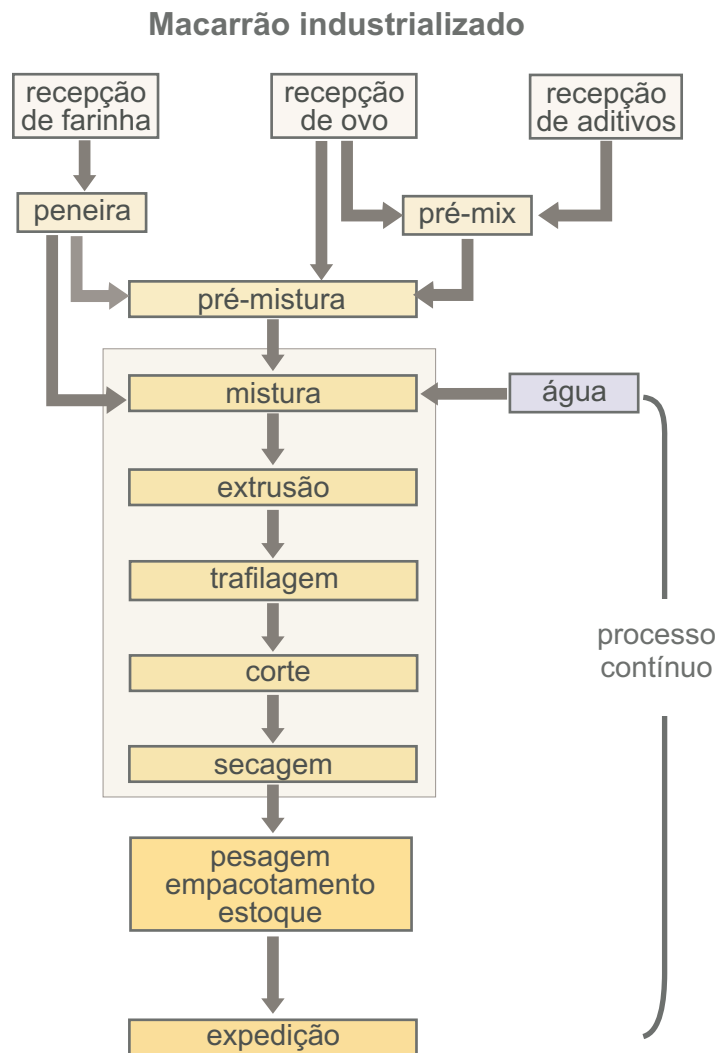 Macarrão industrializado
recepção
de farinha
recepção
de ovo
recepção
de aditivos
peneira
pré-mix
pré-mistura
mistura
água
extrusão
trafilagem
corte
processo
contínuo
secagem
pesagem
empacotamento
estoque
expedição